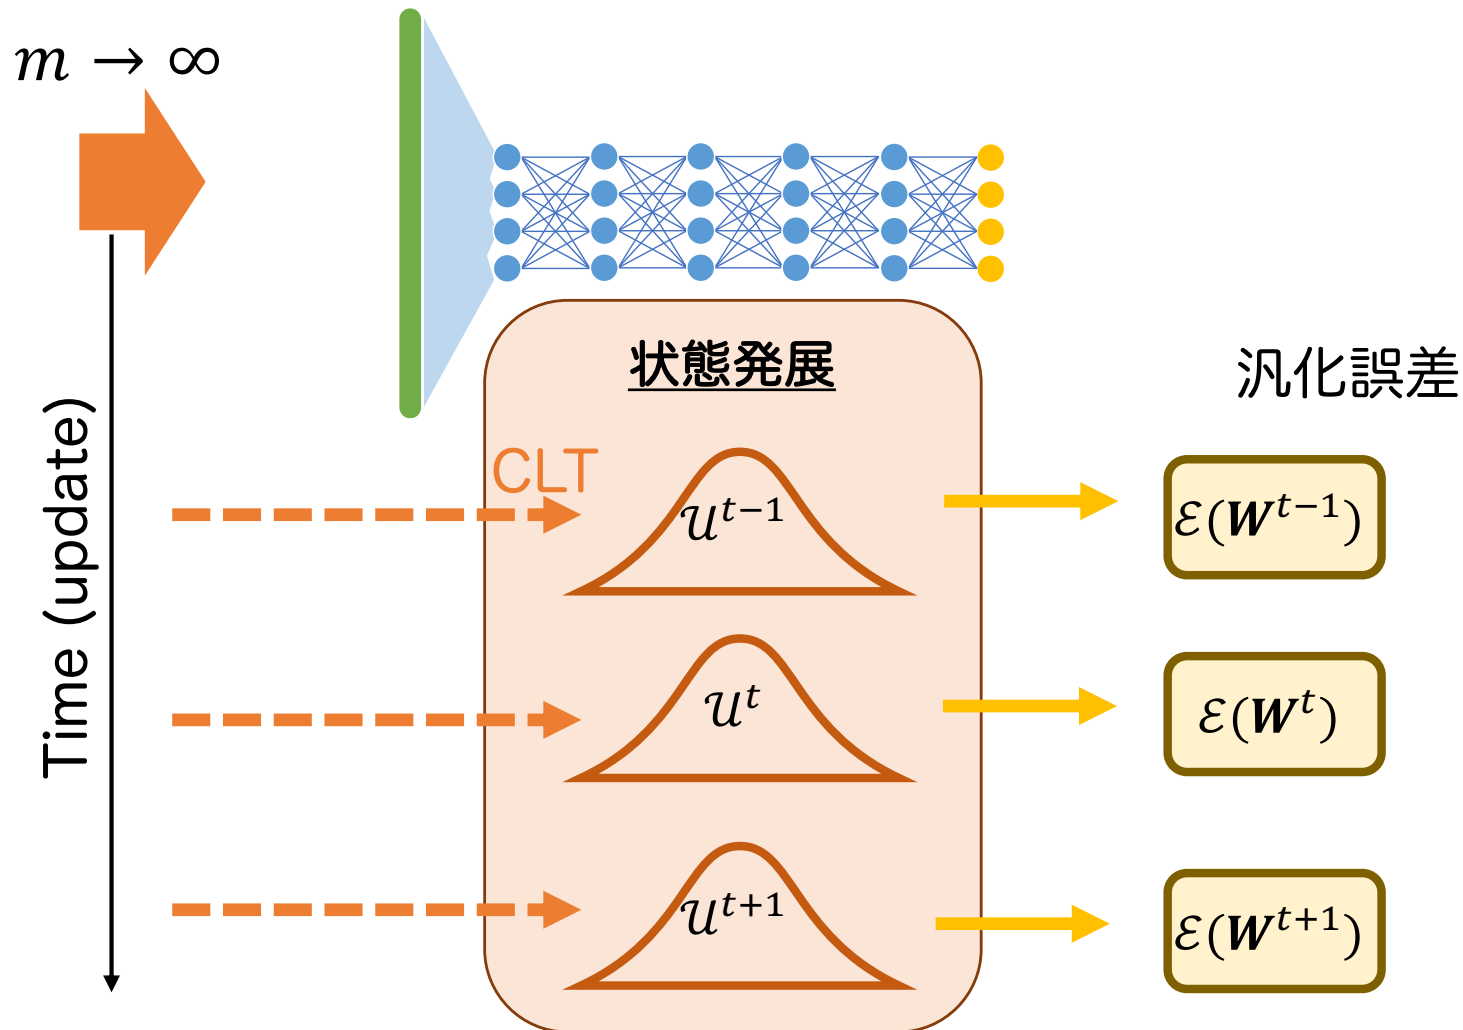 m → ∞
状態発展
汎化誤差
Time (update)
CLT
𝒰^{t−1}
ℰ(𝑾^{t−1})
𝒰^{t}
ℰ(𝑾^{t})
𝒰^{t+1}
ℰ(𝑾^{t+1})